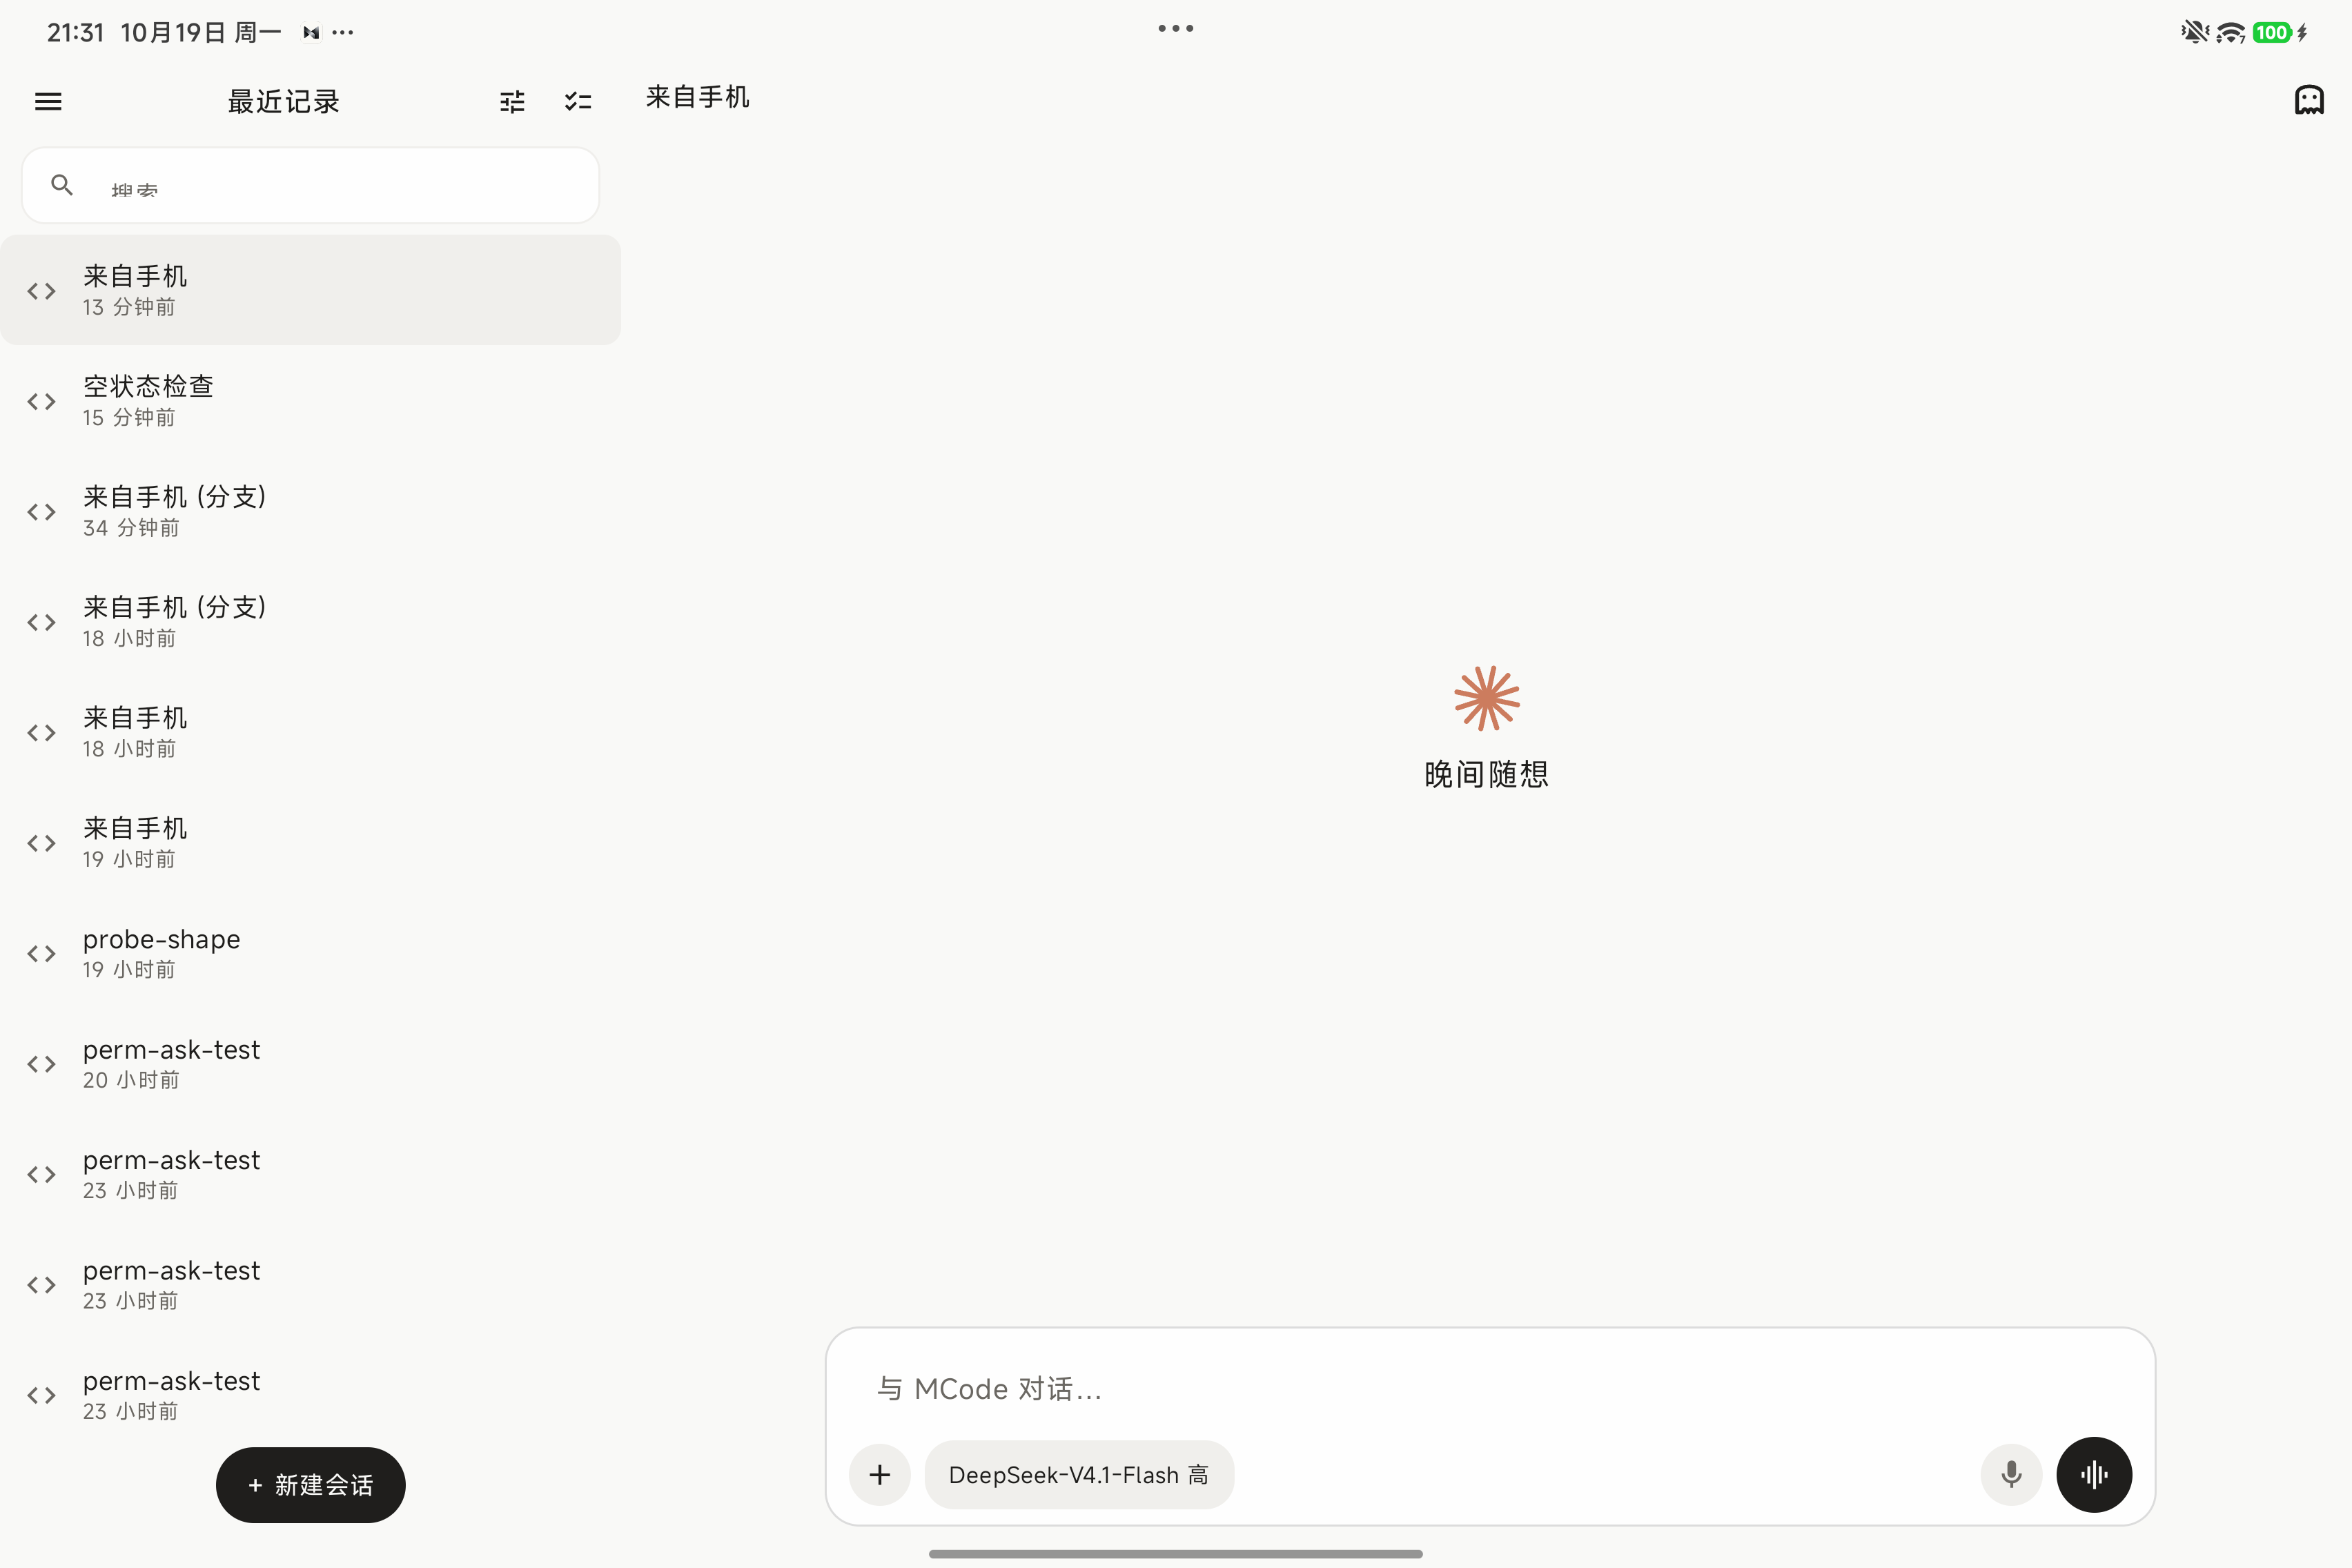 21:31 10月19日 周一
7
100
最近记录
来自手机
搜索
来自手机
13 分钟前
空状态检查
15 分钟前
来自手机 (分支)
34 分钟前
来自手机 (分支)
18 小时前
来自手机
18 小时前
来自手机
19 小时前
probe-shape
19 小时前
perm-ask-test
20 小时前
perm-ask-test
23 小时前
perm-ask-test
23 小时前
perm-ask-test
23 小时前
+ 新建会话
晚间随想
与 MCode 对话...
DeepSeek-V4.1-Flash 高